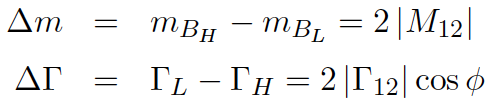 Δm = m_{B_H} − m_{B_L} = 2 |M_{12}|
ΔΓ = Γ_L − Γ_H = 2 |Γ_{12}| cos ϕ